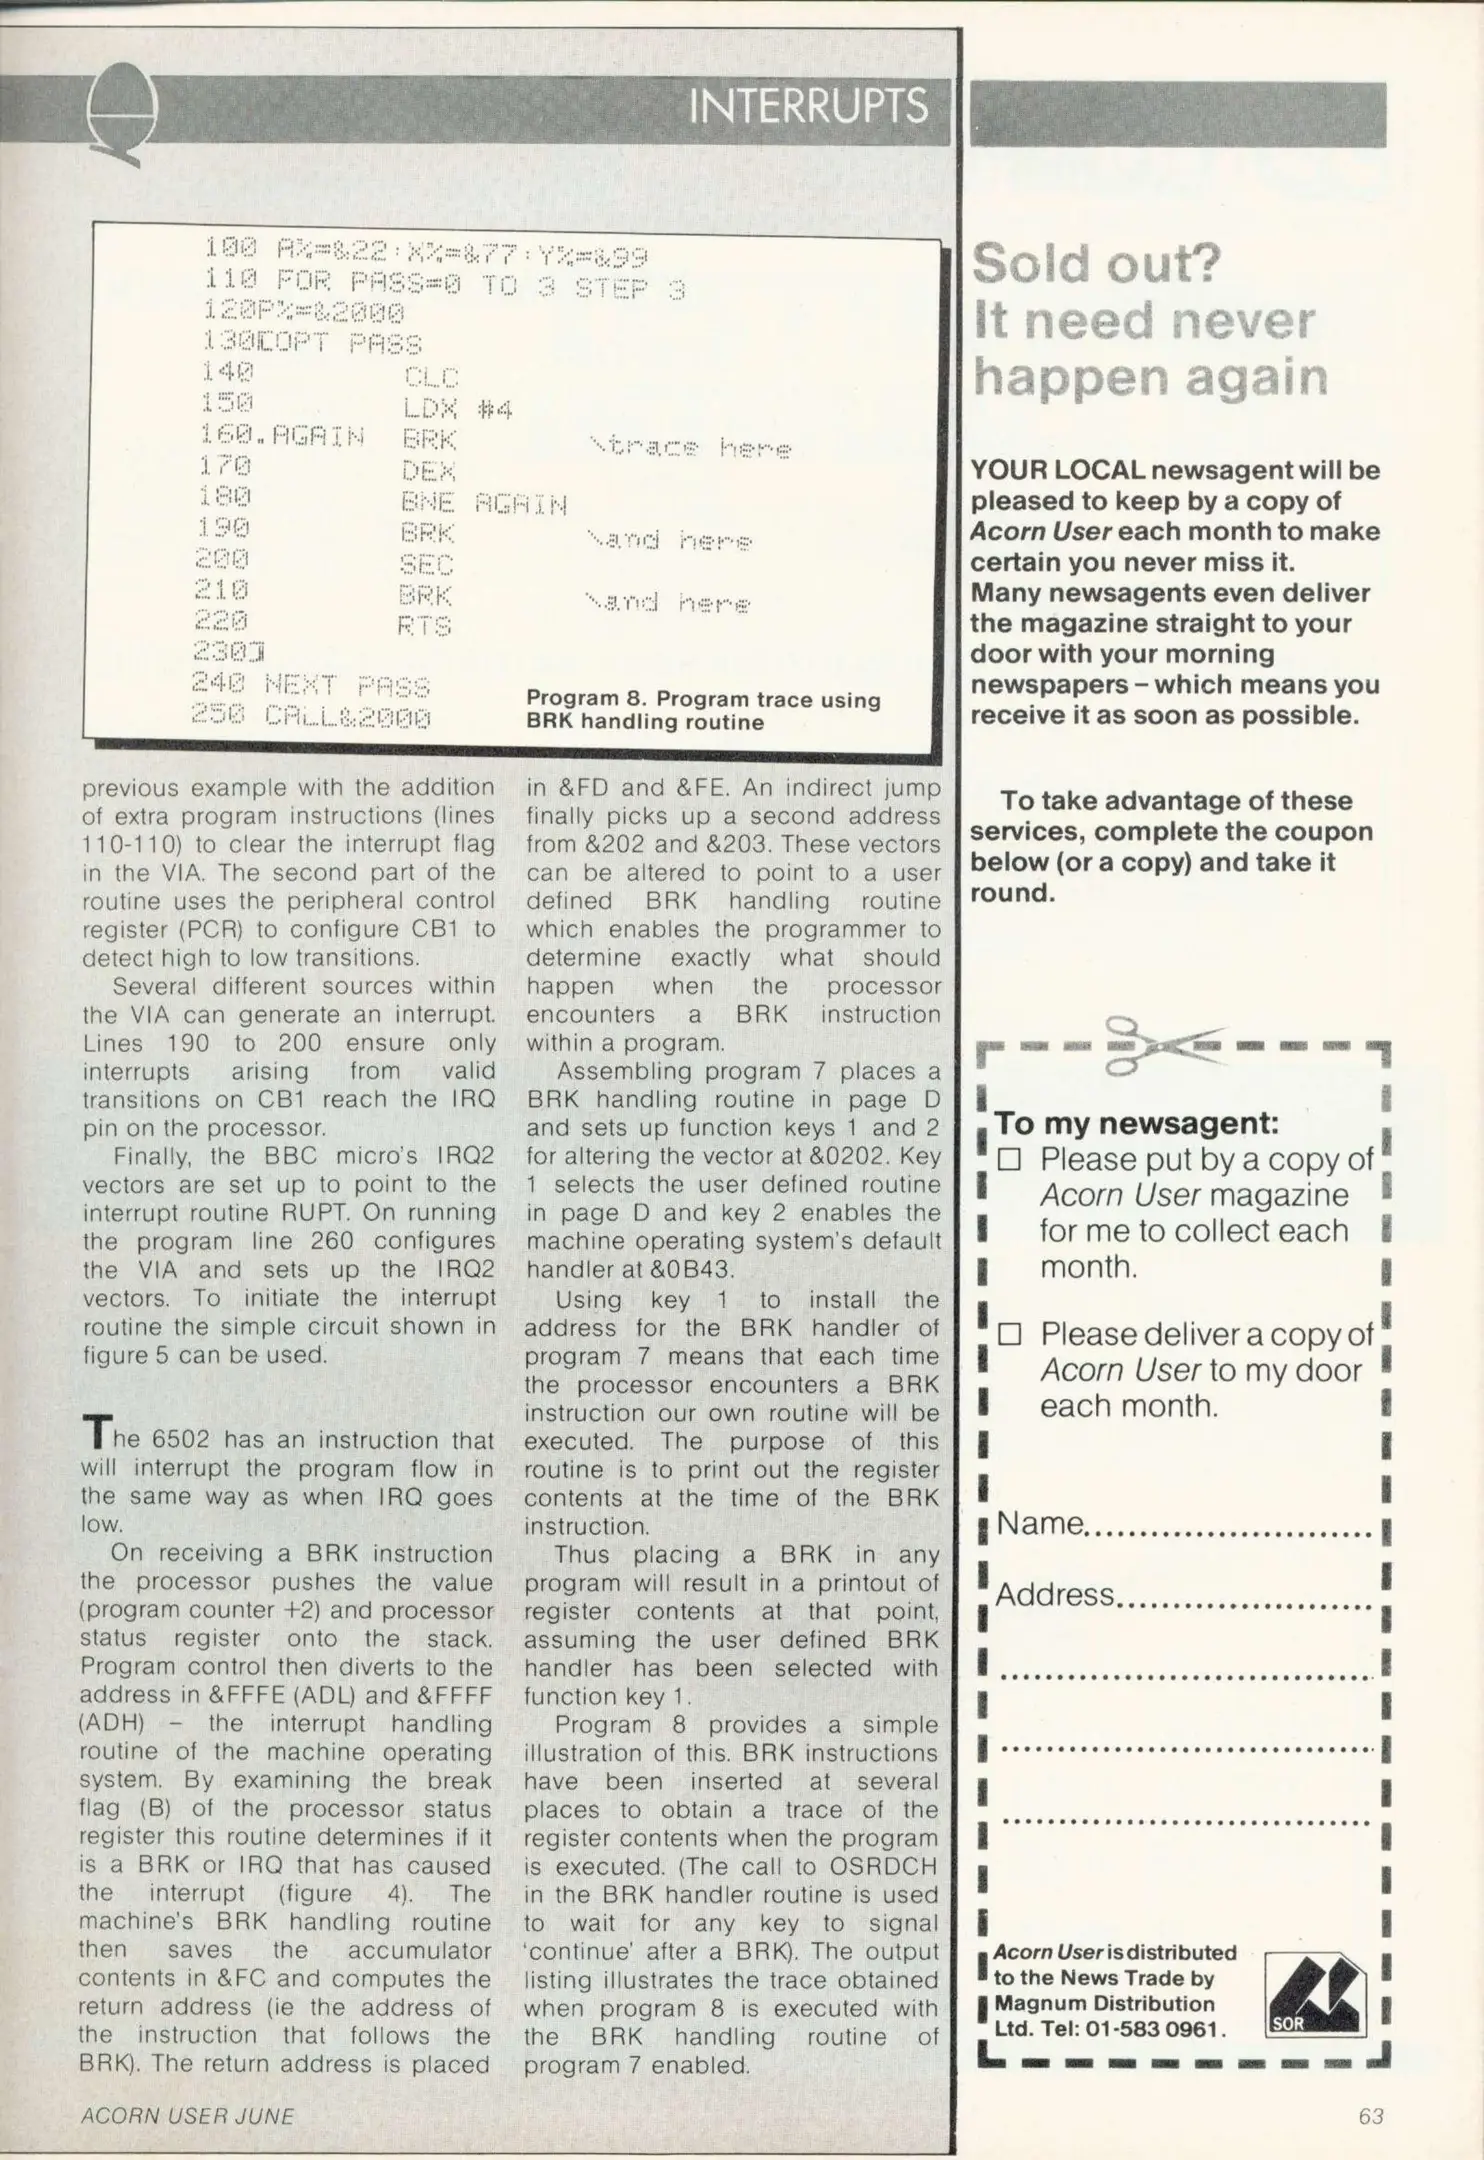 INTERRUPTS
100 A%=&22:X%=&77:Y%=&99
110 FOR PASS=0 TO 3 STEP 3
120P%=&2000
130[OPT PASS
140 CLC
150 LDX #4
160.AGAIN BRK \trace here
170 DEX
180 BNE AGAIN
190 BRK \and here
200 SEC
210 BRK \and here
220 RTS
230]
240 NEXT PASS
250 CALL&2000
Program 8. Program trace using
BRK handling routine
previous example with the addition
of extra program instructions (lines
110-110) to clear the interrupt flag
in the VIA. The second part of the
routine uses the peripheral control
register (PCR) to configure CB1 to
detect high to low transitions.
Several different sources within
the VIA can generate an interrupt.
Lines 190 to 200 ensure only
interrupts arising from valid
transitions on CB1 reach the IRQ
pin on the processor.
Finally, the BBC micro's IRQ2
vectors are set up to point to the
interrupt routine RUPT. On running
the program line 260 configures
the VIA and sets up the IRQ2
vectors. To initiate the interrupt
routine the simple circuit shown in
figure 5 can be used.
The 6502 has an instruction that
will interrupt the program flow in
the same way as when IRQ goes
low.
On receiving a BRK instruction
the processor pushes the value
(program counter +2) and processor
status register onto the stack.
Program control then diverts to the
address in &FFFE (ADL) and &FFFF
(ADH) – the interrupt handling
routine of the machine operating
system. By examining the break
flag (B) of the processor status
register this routine determines if it
is a BRK or IRQ that has caused
the interrupt (figure 4). The
machine's BRK handling routine
then saves the accumulator
contents in &FC and computes the
return address (ie the address of
the instruction that follows the
BRK). The return address is placed
in &FD and &FE. An indirect jump
finally picks up a second address
from &202 and &203. These vectors
can be altered to point to a user
defined BRK handling routine
which enables the programmer to
determine exactly what should
happen when the processor
encounters a BRK instruction
within a program.
Assembling program 7 places a
BRK handling routine in page D
and sets up function keys 1 and 2
for altering the vector at &0202. Key
1 selects the user defined routine
in page D and key 2 enables the
machine operating system's default
handler at &0B43.
Using key 1 to install the
address for the BRK handler of
program 7 means that each time
the processor encounters a BRK
instruction our own routine will be
executed. The purpose of this
routine is to print out the register
contents at the time of the BRK
instruction.
Thus placing a BRK in any
program will result in a printout of
register contents at that point,
assuming the user defined BRK
handler has been selected with
function key 1.
Program 8 provides a simple
illustration of this. BRK instructions
have been inserted at several
places to obtain a trace of the
register contents when the program
is executed. (The call to OSRDCH
in the BRK handler routine is used
to wait for any key to signal
‘continue’ after a BRK). The output
listing illustrates the trace obtained
when program 8 is executed with
the BRK handling routine of
program 7 enabled.
Sold out?
It need never
happen again
YOUR LOCAL newsagent will be
pleased to keep by a copy of
Acorn User each month to make
certain you never miss it.
Many newsagents even deliver
the magazine straight to your
door with your morning
newspapers – which means you
receive it as soon as possible.
To take advantage of these
services, complete the coupon
below (or a copy) and take it
round.
To my newsagent:
□ Please put by a copy of
Acorn User magazine
for me to collect each
month.
□ Please deliver a copy of
Acorn User to my door
each month.
Name..........................
Address.......................
Acorn User is distributed
to the News Trade by
Magnum Distribution
Ltd. Tel: 01-583 0961.
SOR
ACORN USER JUNE
63